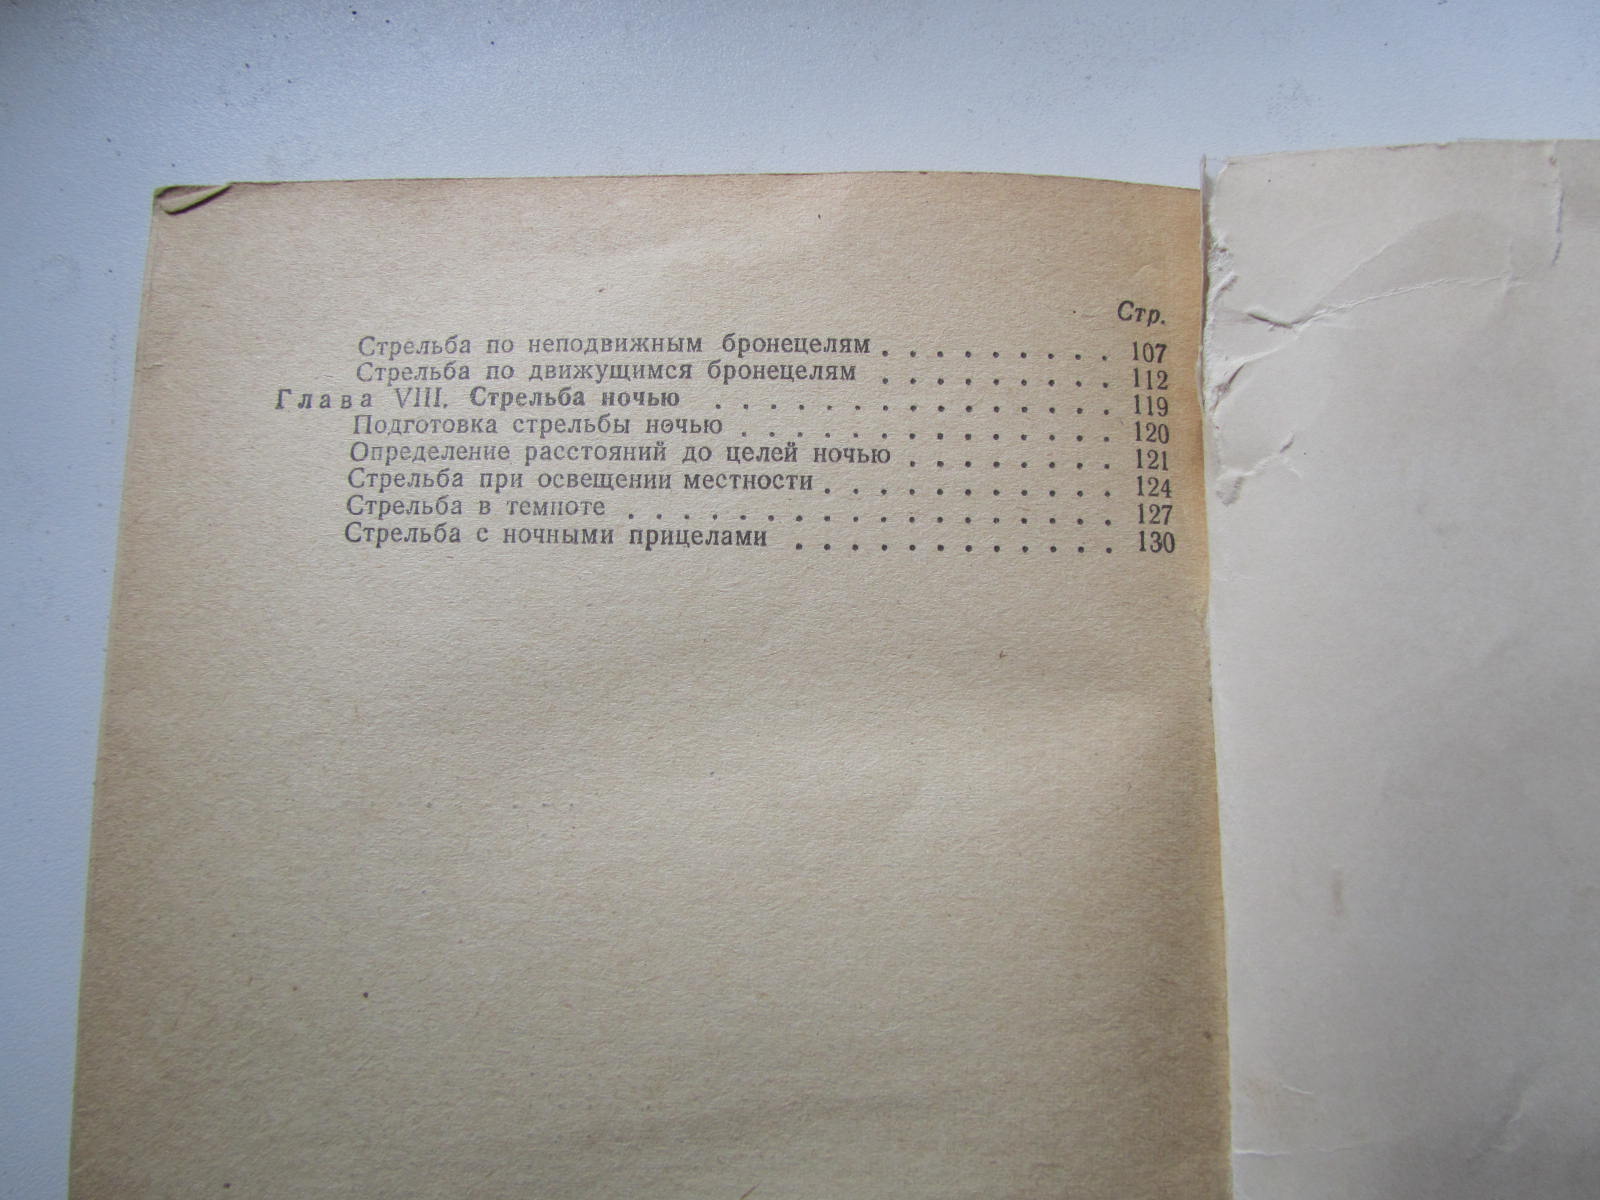 Стр.
Стрельба по неподвижным бронецелям . . . . . . . . . 107
Стрельба по движущимся бронецелям . . . . . . . . . 112
Глава VIII. Стрельба ночью . . . . . . . . . . . . . . . 119
Подготовка стрельбы ночью . . . . . . . . . . . . . . 120
Определение расстояний до целей ночью . . . . . . . . 121
Стрельба при освещении местности . . . . . . . . . . . 124
Стрельба в темноте . . . . . . . . . . . . . . . . . . 127
Стрельба с ночными прицелами . . . . . . . . . . . . 130